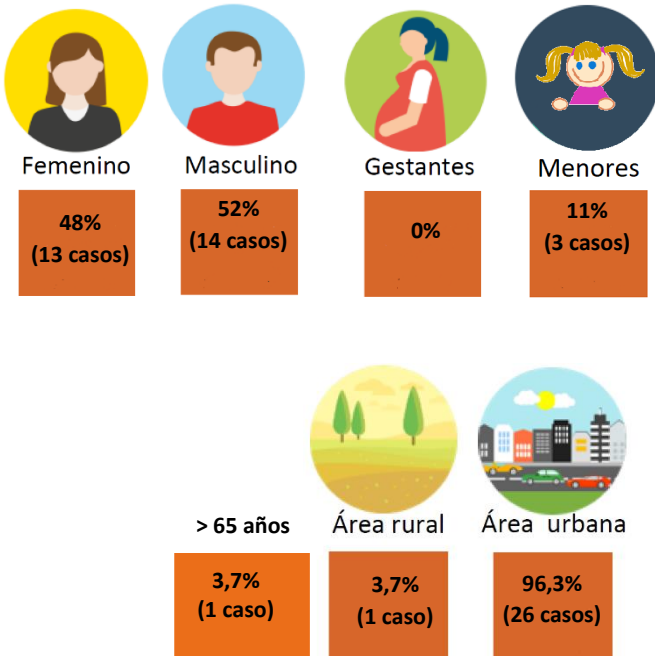 Femenino
Masculino
Gestantes
Menores
48%
(13 casos)
52%
(14 casos)
0%
11%
(3 casos)
> 65 años
Área rural
Área urbana
3,7%
(1 caso)
3,7%
(1 caso)
96,3%
(26 casos)